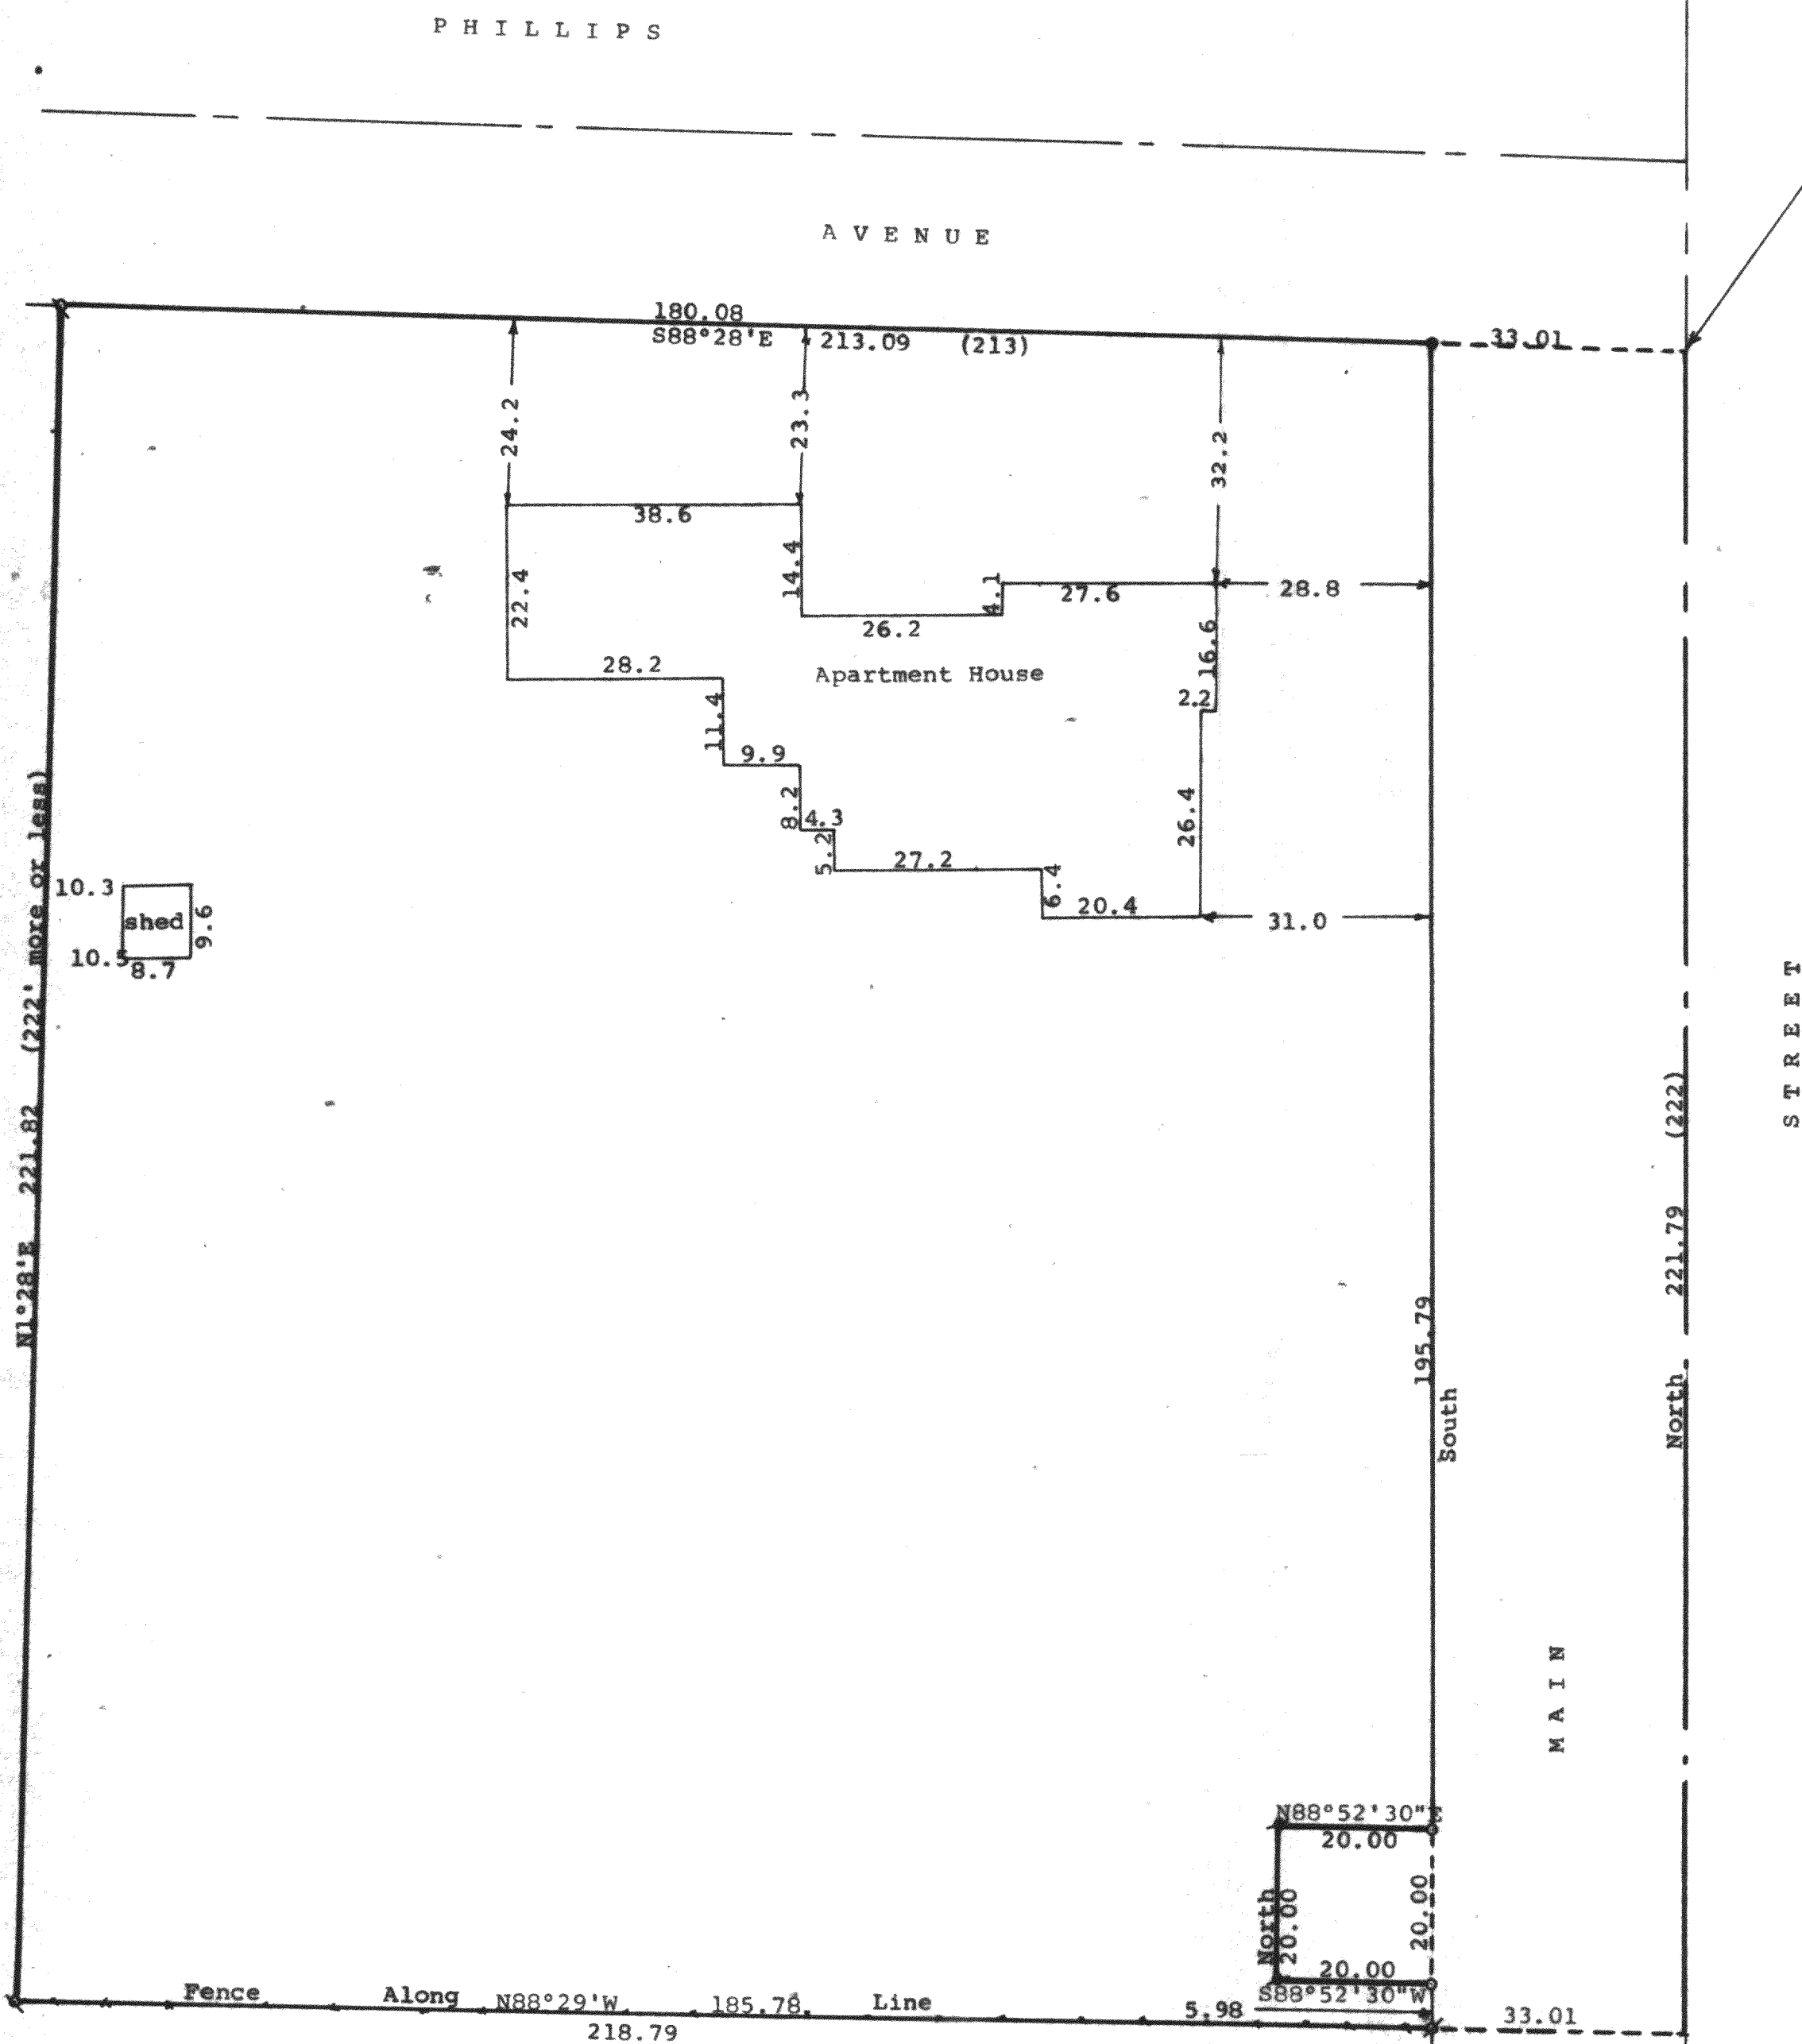 P H I L L I P S
A V E N U E
180.08
S88°28'E 213.09 (213)
33.01
24.2
23.3
32.2
38.6
14.4
4.1
27.6
28.8
22.4
26.2
16.6
28.2
Apartment House
2.2
11.4
9.9
8.2
4.3
5.2
27.2
26.4
6.4
20.4
31.0
10.3
shed
9.6
10.5
8.7
N1°28'E 221.82 (222' more or less)
S T R E E T
North 221.79 (222)
195.79
South
M A I N
N88°52'30"E
20.00
North
20.00
20.00
20.00
S88°52'30"W
Fence Along N88°29'W 185.78 Line
5.98
33.01
218.79